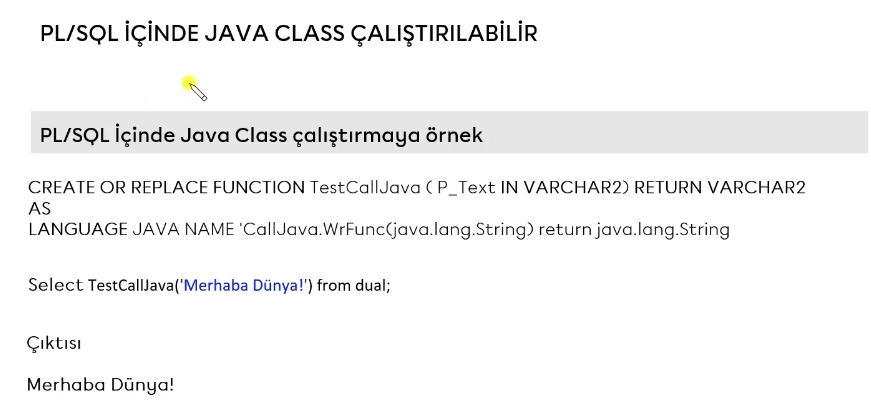 PL/SQL İÇİNDE JAVA CLASS ÇALIŞTIRILABİLİR
PL/SQL İçinde Java Class çalıştırmaya örnek
CREATE OR REPLACE FUNCTION TestCallJava ( P_Text IN VARCHAR2) RETURN VARCHAR2
AS
LANGUAGE JAVA NAME 'CallJava.WrFunc(java.lang.String) return java.lang.String
Select TestCallJava('Merhaba Dünya!') from dual;
Çıktısı
Merhaba Dünya!